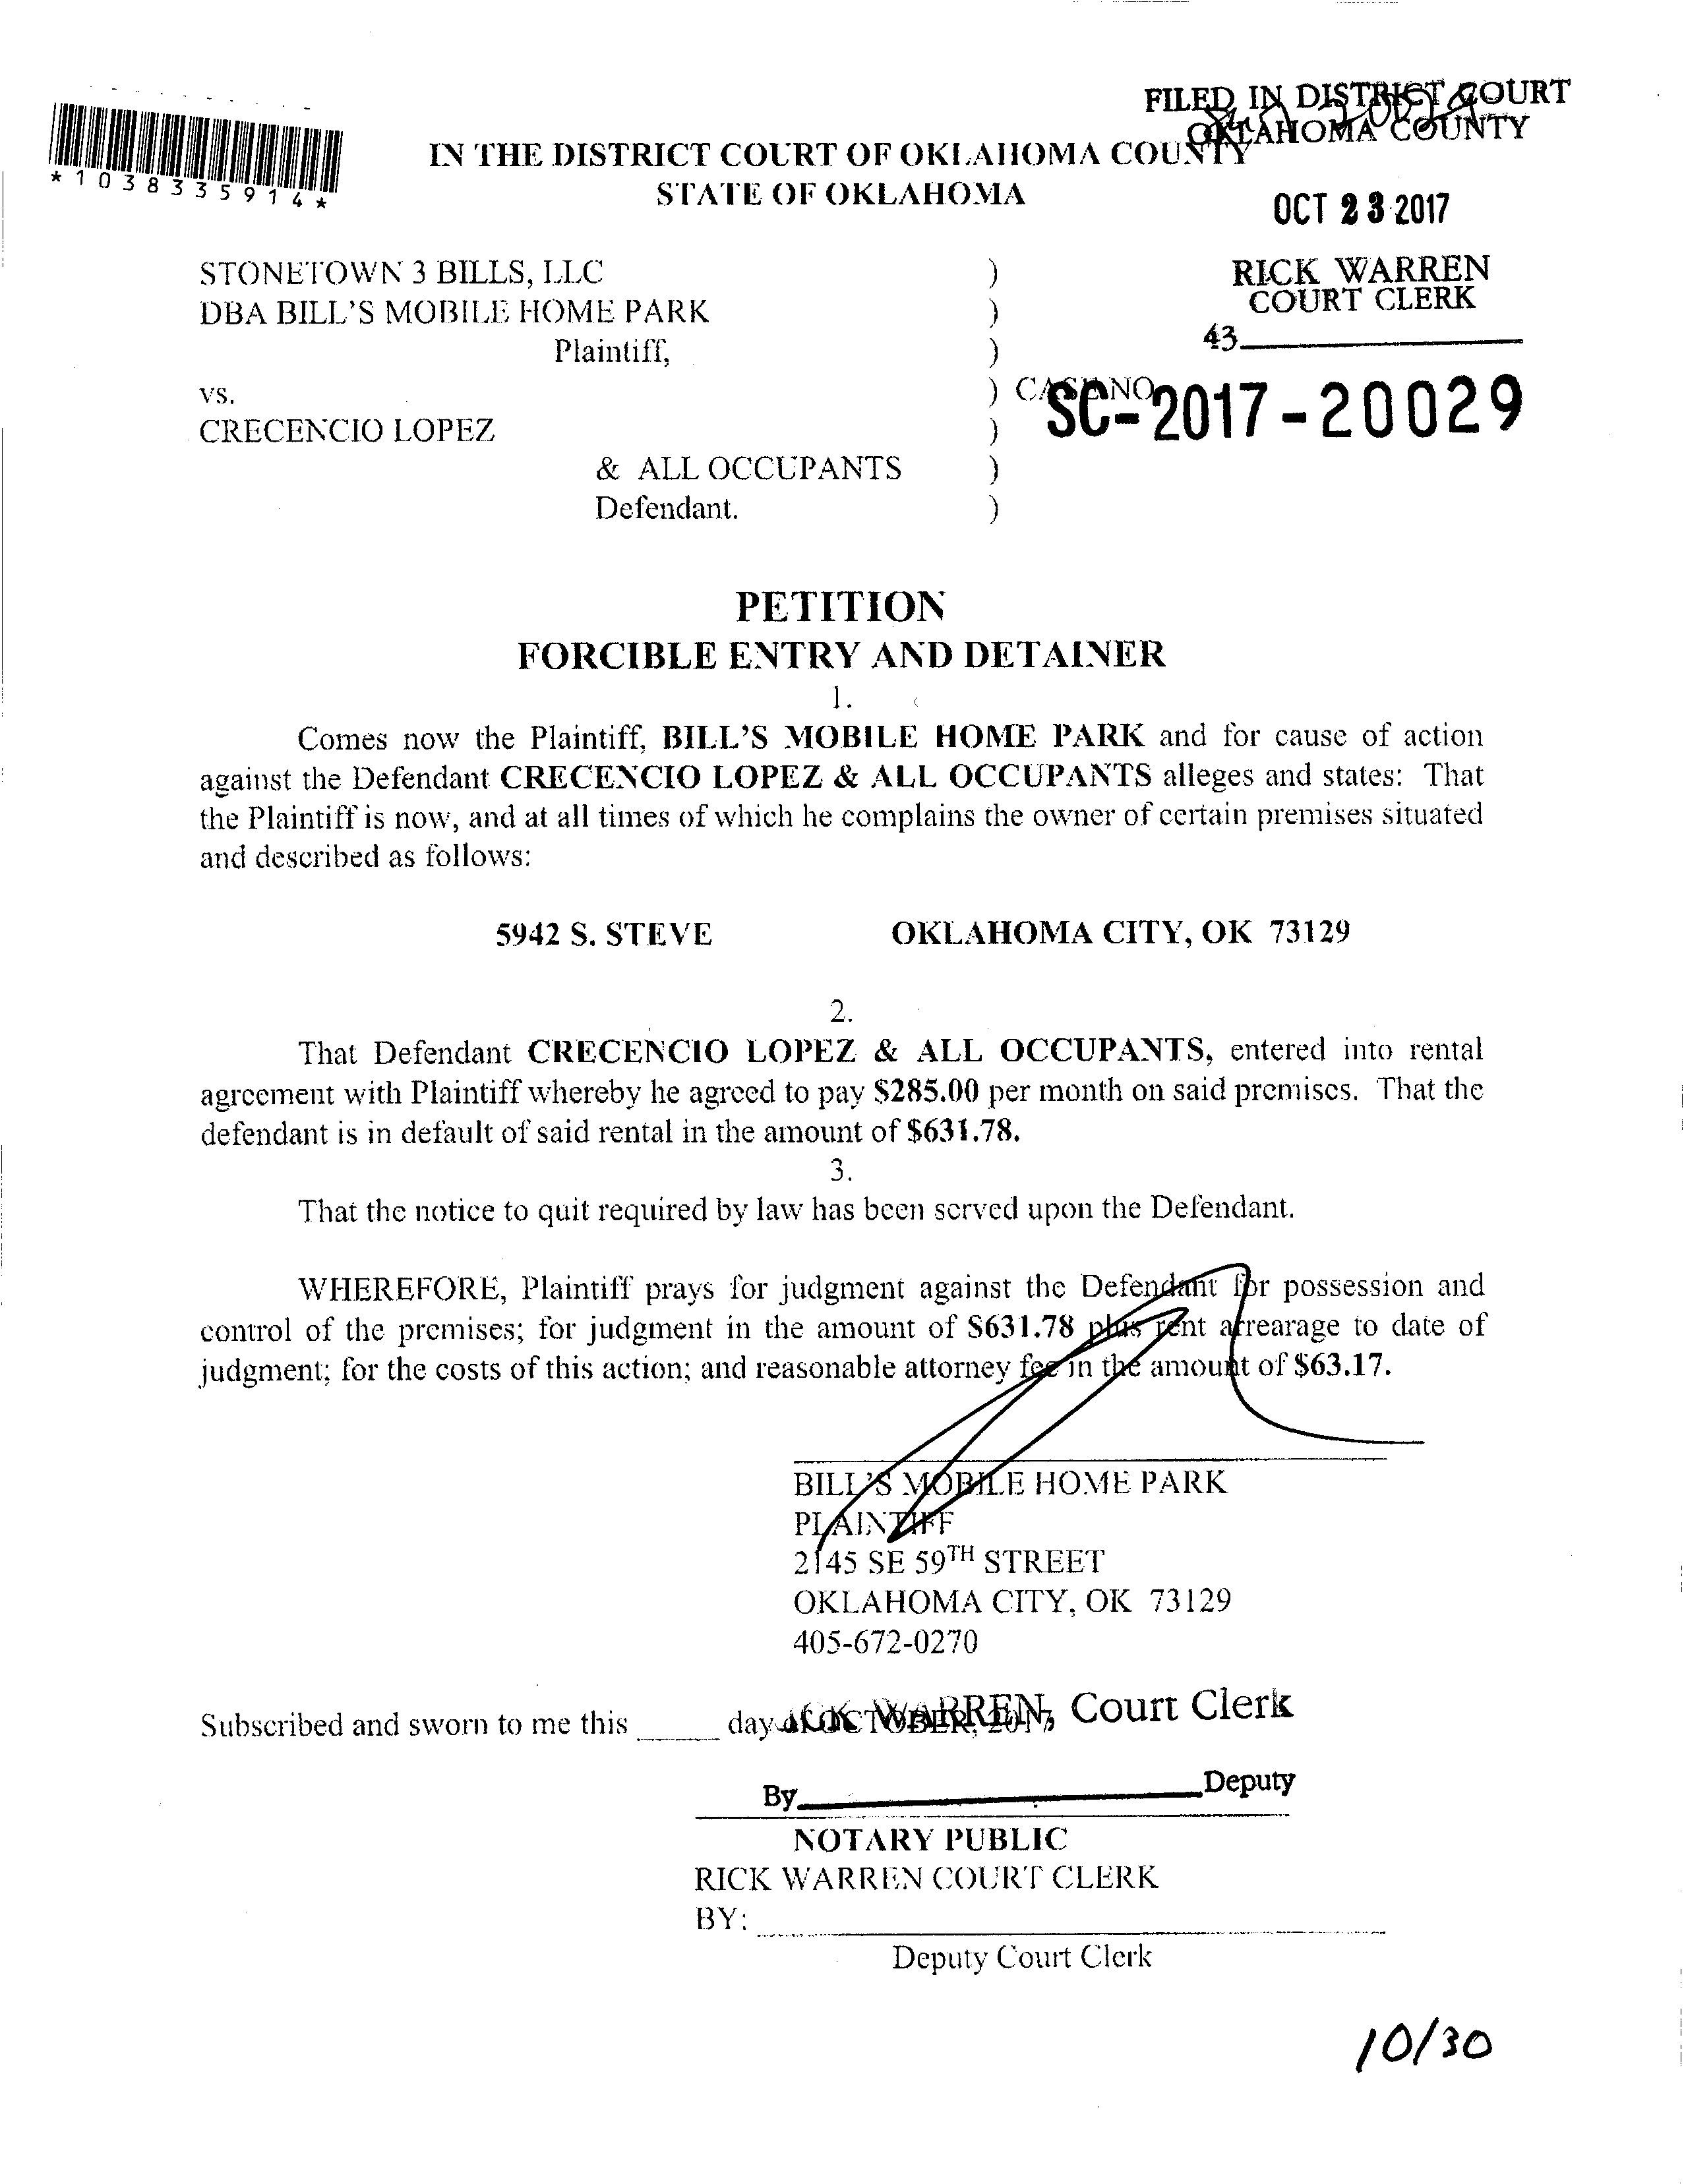 FILED IN DISTRICT COURT
OKLAHOMA COUNTY
IN THE DISTRICT COURT OF OKLAHOMA COUNTY
STATE OF OKLAHOMA
*1038335914*
OCT 23 2017
RICK WARREN
COURT CLERK
43
STONETOWN 3 BILLS, LLC )
DBA BILL'S MOBILE HOME PARK )
Plaintiff, )
vs. ) CASE NO.
SC-2017-20029
CRECENCIO LOPEZ )
& ALL OCCUPANTS )
Defendant. )
PETITION
FORCIBLE ENTRY AND DETAINER
1.
Comes now the Plaintiff, BILL'S MOBILE HOME PARK and for cause of action
against the Defendant CRECENCIO LOPEZ & ALL OCCUPANTS alleges and states: That
the Plaintiff is now, and at all times of which he complains the owner of certain premises situated
and described as follows:
5942 S. STEVE OKLAHOMA CITY, OK 73129
2.
That Defendant CRECENCIO LOPEZ & ALL OCCUPANTS, entered into rental
agreement with Plaintiff whereby he agreed to pay $285.00 per month on said premises. That the
defendant is in default of said rental in the amount of $631.78.
3.
That the notice to quit required by law has been served upon the Defendant.
WHEREFORE, Plaintiff prays for judgment against the Defendant for possession and
control of the premises; for judgment in the amount of $631.78 plus rent arrearage to date of
judgment; for the costs of this action; and reasonable attorney fee in the amount of $63.17.
BILL'S MOBILE HOME PARK
PLAINTIFF
2145 SE 59TH STREET
OKLAHOMA CITY, OK 73129
405-672-0270
Subscribed and sworn to me this ______ day of OCTOBER, 2017
WARREN, Court Clerk
By Deputy
NOTARY PUBLIC
RICK WARREN COURT CLERK
BY:
Deputy Court Clerk
10/30